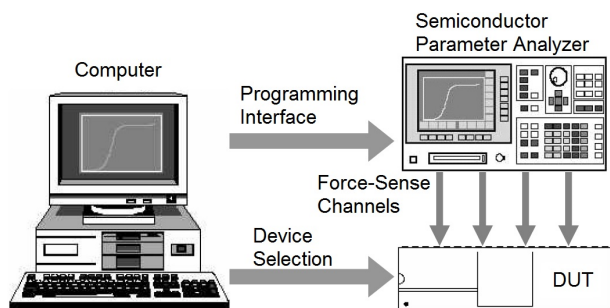 Semiconductor
Parameter Analyzer
Computer
Programming
Interface
Force-Sense
Channels
Device
Selection
DUT